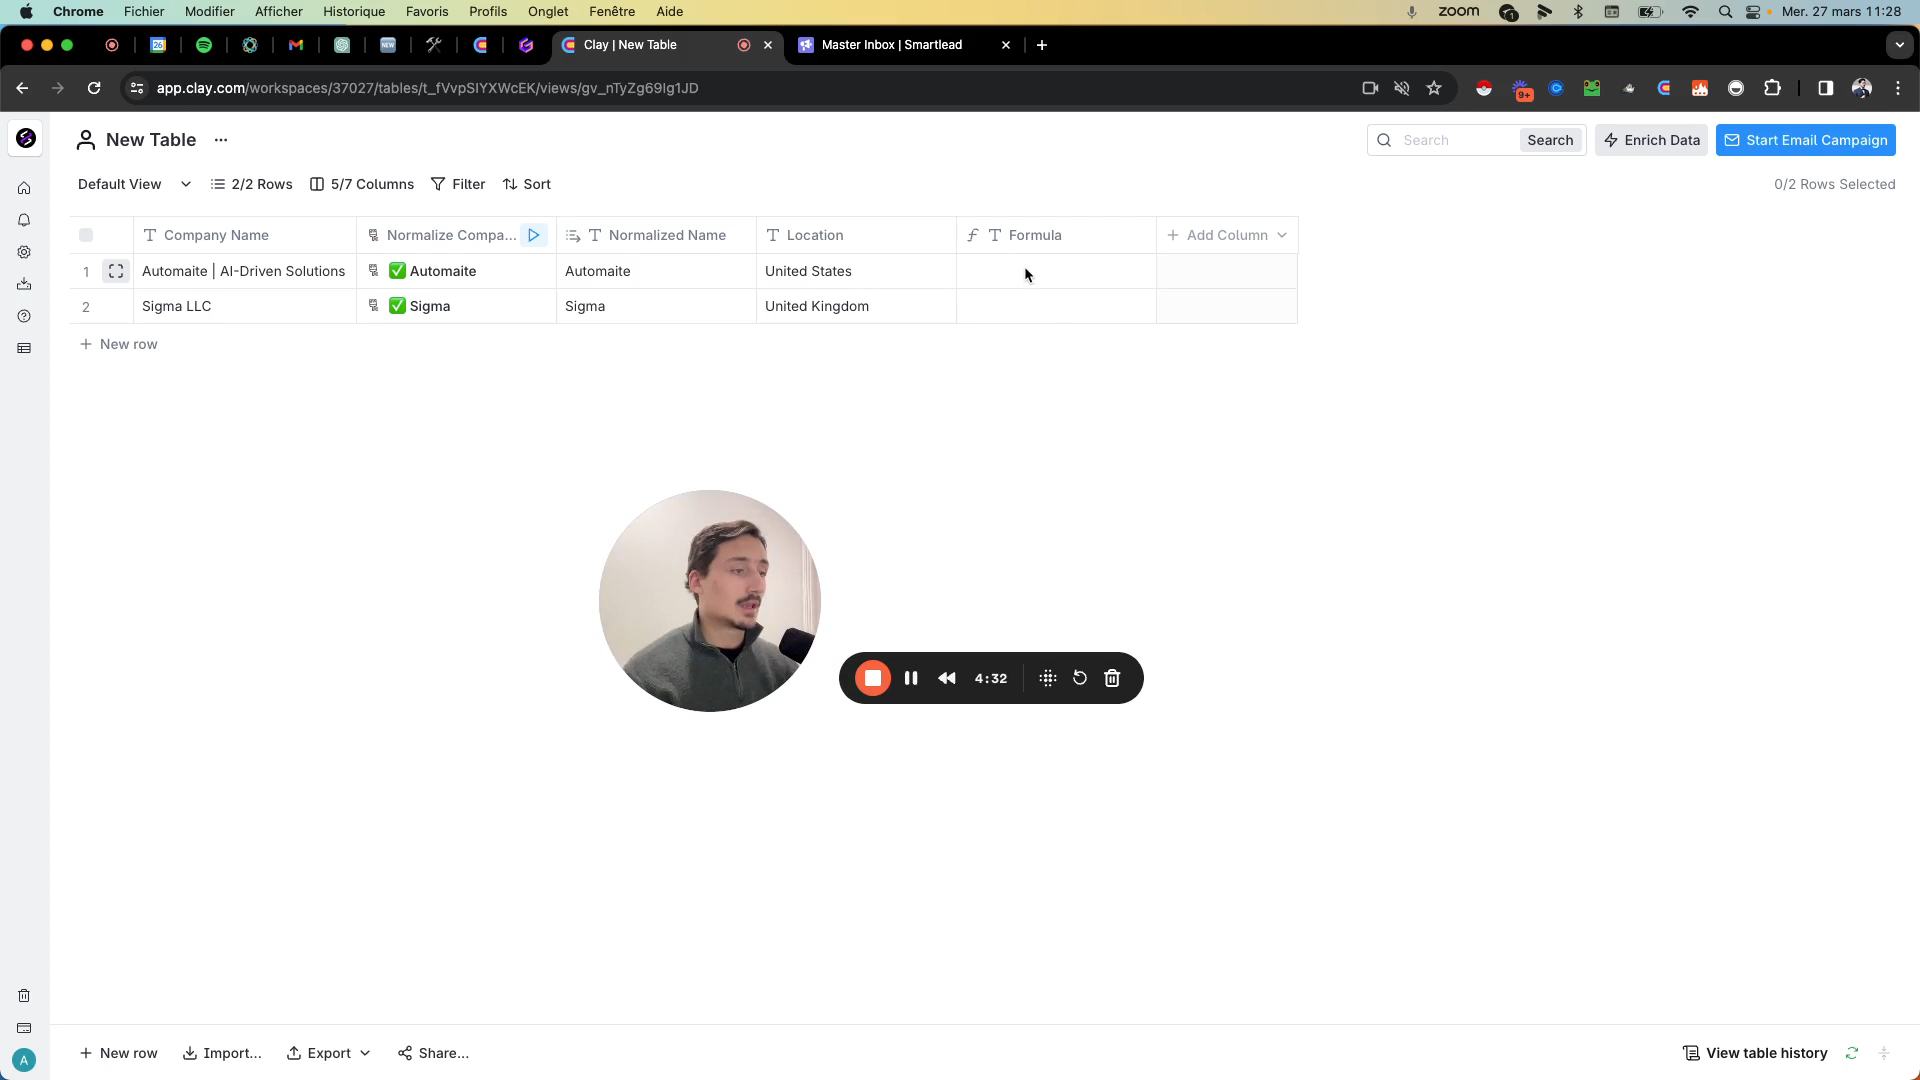 Chrome Fichier Modifier Afficher Historique Favoris Profils Onglet Fenêtre Aide zoom 1 Mer. 27 mars 11:28
26 NEW Clay | New Table Master Inbox | Smartlead
app.clay.com/workspaces/37027/tables/t_fVvpSIYXWcEK/views/gv_nTyZg69Ig1JD 9+
New Table ... Search Search Enrich Data Start Email Campaign
Default View 2/2 Rows 5/7 Columns Filter Sort 0/2 Rows Selected
Company Name Normalize Compa... Normalized Name Location Formula + Add Column
1 Automaite | AI-Driven Solutions ✅ Automaite Automaite United States
2 Sigma LLC ✅ Sigma Sigma United Kingdom
+ New row
4:32
A
+ New row Import... Export Share... View table history